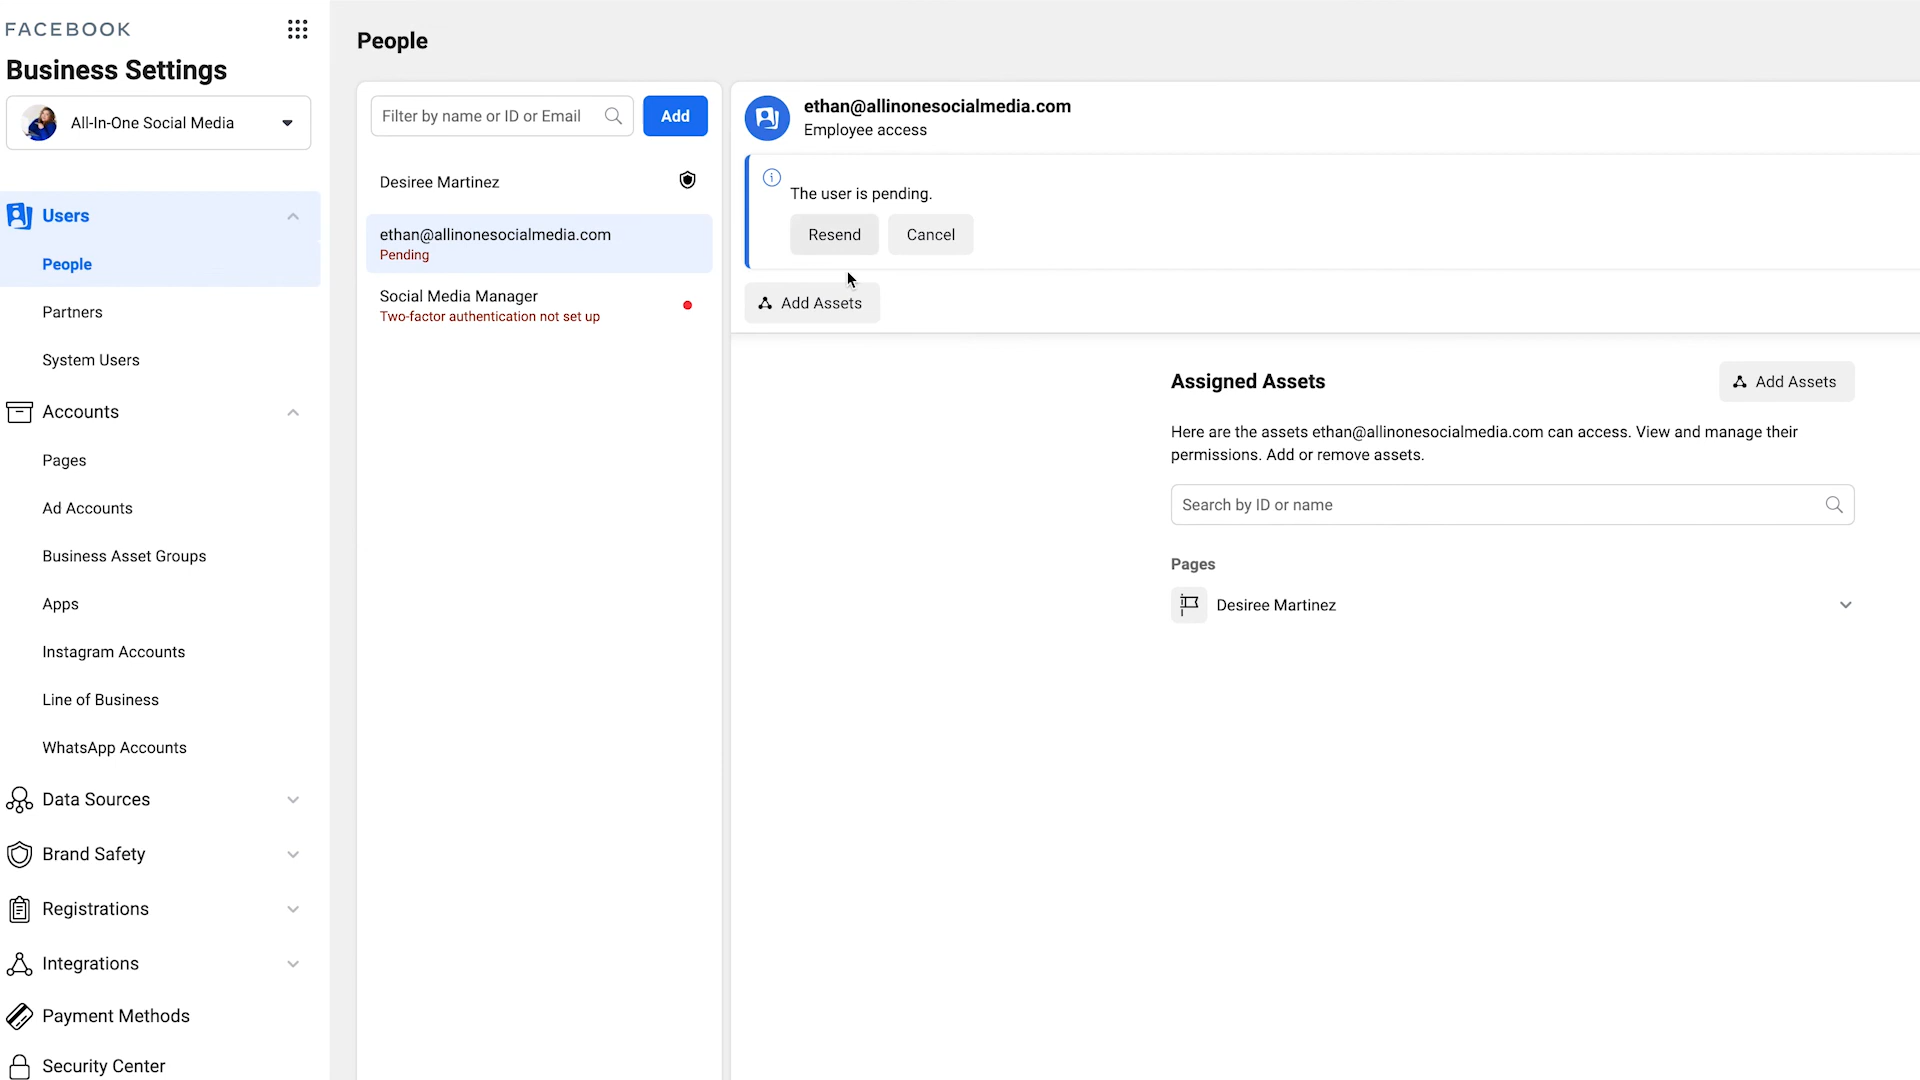 FACEBOOK
Business Settings
All-In-One Social Media
Users
People
Partners
System Users
Accounts
Pages
Ad Accounts
Business Asset Groups
Apps
Instagram Accounts
Line of Business
WhatsApp Accounts
Data Sources
Brand Safety
Registrations
Integrations
Payment Methods
Security Center
People
Filter by name or ID or Email
Add
Desiree Martinez
ethan@allinonesocialmedia.com
Pending
Social Media Manager
Two-factor authentication not set up
ethan@allinonesocialmedia.com
Employee access
The user is pending.
Resend
Cancel
Add Assets
Assigned Assets
Add Assets
Here are the assets ethan@allinonesocialmedia.com can access. View and manage their
permissions. Add or remove assets.
Search by ID or name
Pages
Desiree Martinez